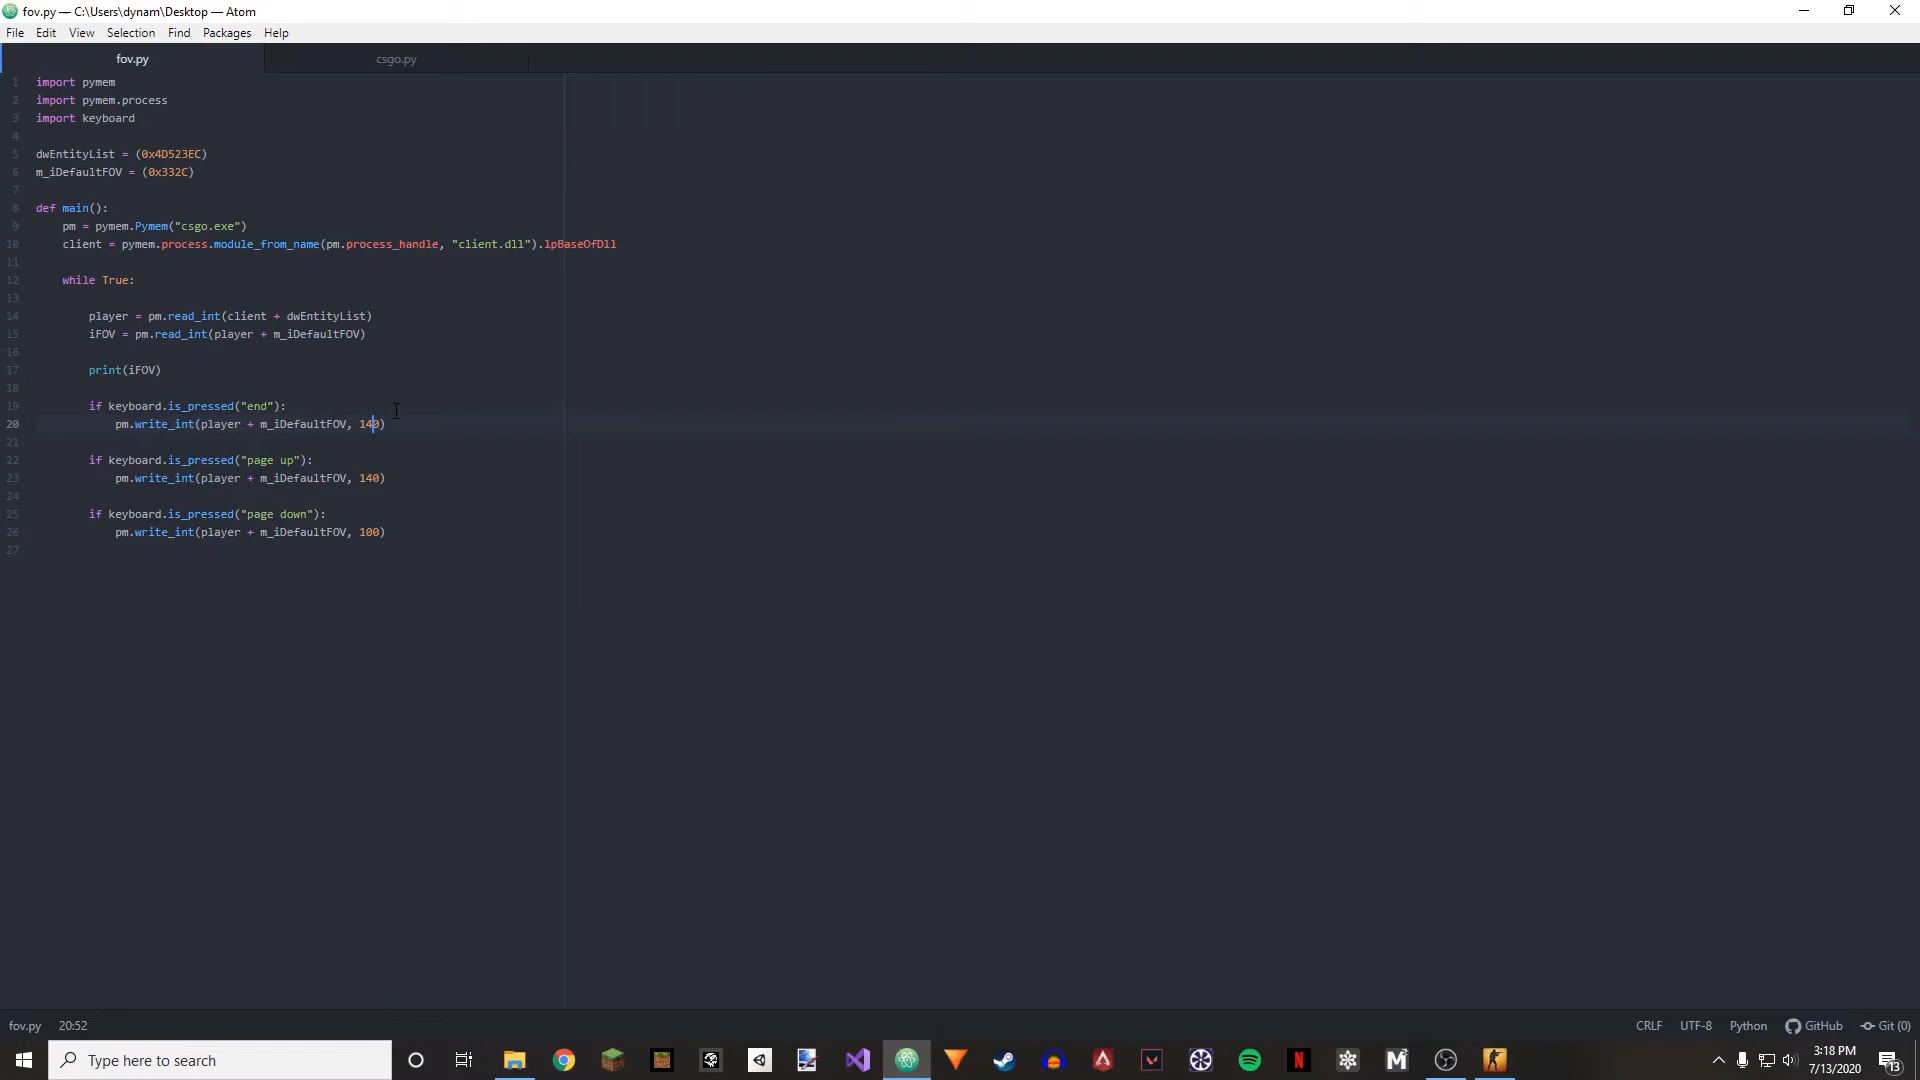 fov.py — C:\Users\dynam\Desktop — Atom
File Edit View Selection Find Packages Help
fov.py csgo.py
1 import pymem
2 import pymem.process
3 import keyboard
4
5 dwEntityList = (0x4D523EC)
6 m_iDefaultFOV = (0x332C)
7
8 def main():
9 pm = pymem.Pymem("csgo.exe")
10 client = pymem.process.module_from_name(pm.process_handle, "client.dll").lpBaseOfDll
11
12 while True:
13
14 player = pm.read_int(client + dwEntityList)
15 iFOV = pm.read_int(player + m_iDefaultFOV)
16
17 print(iFOV)
18
19 if keyboard.is_pressed("end"):
20 pm.write_int(player + m_iDefaultFOV, 140)
21
22 if keyboard.is_pressed("page up"):
23 pm.write_int(player + m_iDefaultFOV, 140)
24
25 if keyboard.is_pressed("page down"):
26 pm.write_int(player + m_iDefaultFOV, 100)
27
fov.py 20:52 CRLF UTF-8 Python GitHub Git (0)
Type here to search
3:18 PM
7/13/2020
13